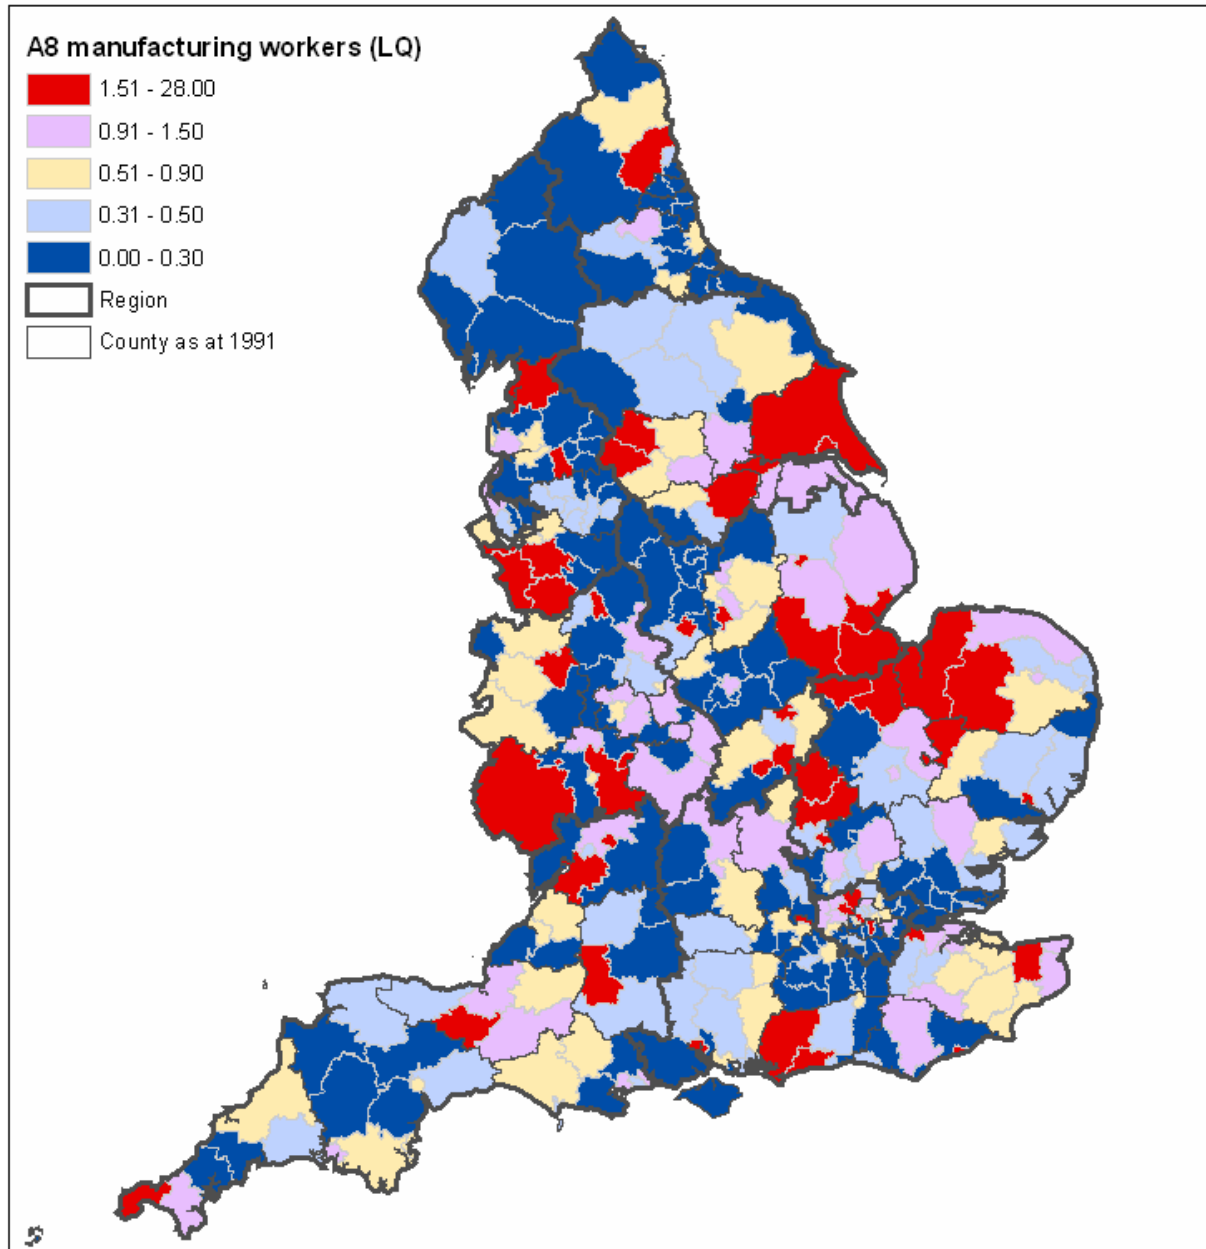 A8 manufacturing workers (LQ)
1.51 - 28.00
0.91 - 1.50
0.51 - 0.90
0.31 - 0.50
0.00 - 0.30
Region
County as at 1991